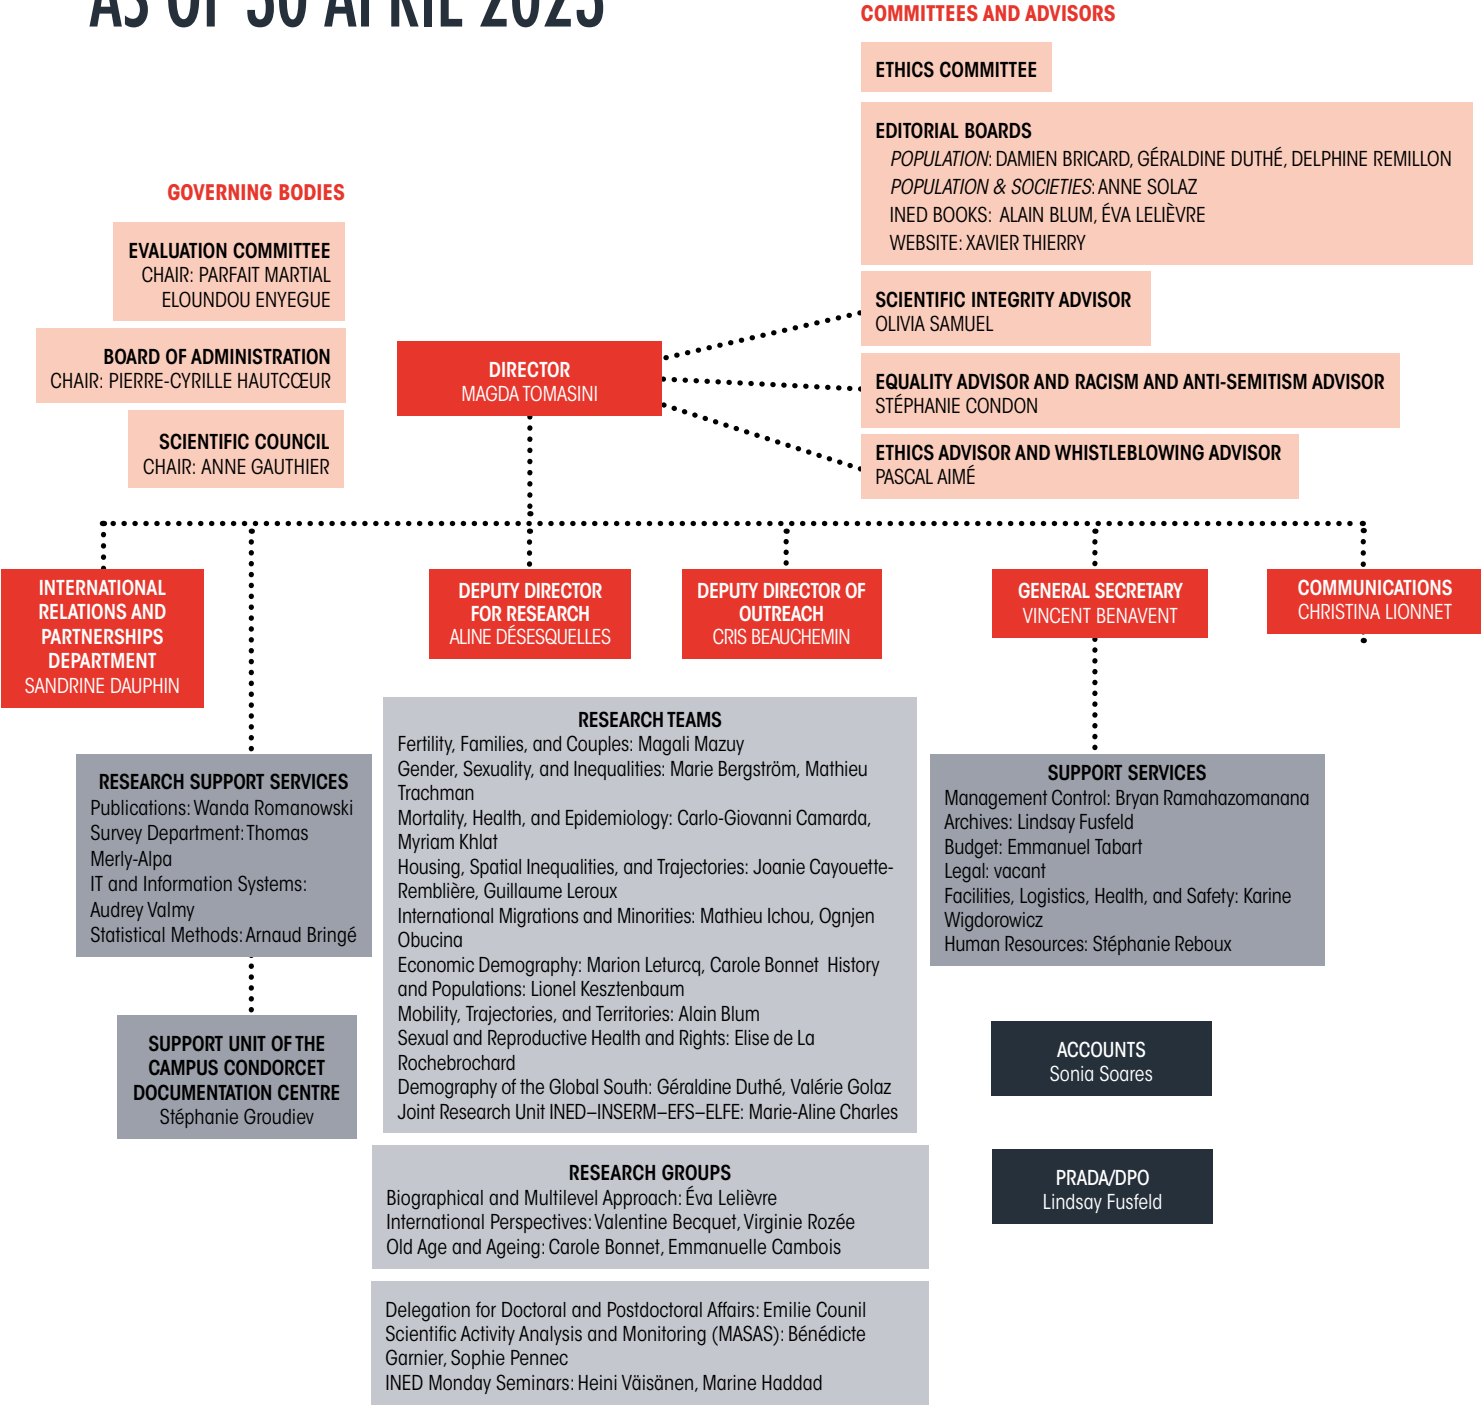 AS OF 30 APRIL 2023
COMMITTEES AND ADVISORS
ETHICS COMMITTEE
EDITORIAL BOARDS
POPULATION: DAMIEN BRICARD, GÉRALDINE DUTHÉ, DELPHINE REMILLON
POPULATION & SOCIETIES: ANNE SOLAZ
INED BOOKS: ALAIN BLUM, ÉVA LELIÈVRE
WEBSITE: XAVIER THIERRY
SCIENTIFIC INTEGRITY ADVISOR
OLIVIA SAMUEL
EQUALITY ADVISOR AND RACISM AND ANTI-SEMITISM ADVISOR
STÉPHANIE CONDON
ETHICS ADVISOR AND WHISTLEBLOWING ADVISOR
PASCAL AIMÉ
GOVERNING BODIES
EVALUATION COMMITTEE
CHAIR: PARFAIT MARTIAL
ELOUNDOU ENYEGUE
BOARD OF ADMINISTRATION
CHAIR: PIERRE-CYRILLE HAUTCŒUR
SCIENTIFIC COUNCIL
CHAIR: ANNE GAUTHIER
DIRECTOR
MAGDA TOMASINI
INTERNATIONAL
RELATIONS AND
PARTNERSHIPS
DEPARTMENT
SANDRINE DAUPHIN
DEPUTY DIRECTOR
FOR RESEARCH
ALINE DÉSESQUELLES
DEPUTY DIRECTOR OF
OUTREACH
CRIS BEAUCHEMIN
GENERAL SECRETARY
VINCENT BENAVENT
COMMUNICATIONS
CHRISTINA LIONNET
RESEARCH SUPPORT SERVICES
Publications: Wanda Romanowski
Survey Department: Thomas
Merly-Alpa
IT and Information Systems:
Audrey Valmy
Statistical Methods: Arnaud Bringé
SUPPORT UNIT OF THE
CAMPUS CONDORCET
DOCUMENTATION CENTRE
Stéphanie Groudiev
RESEARCH TEAMS
Fertility, Families, and Couples: Magali Mazuy
Gender, Sexuality, and Inequalities: Marie Bergström, Mathieu
Trachman
Mortality, Health, and Epidemiology: Carlo-Giovanni Camarda,
Myriam Khlat
Housing, Spatial Inequalities, and Trajectories: Joanie Cayouette-
Remblière, Guillaume Leroux
International Migrations and Minorities: Mathieu Ichou, Ognjen
Obucina
Economic Demography: Marion Leturcq, Carole Bonnet  History
and Populations: Lionel Kesztenbaum
Mobility, Trajectories, and Territories: Alain Blum
Sexual and Reproductive Health and Rights: Elise de La
Rochebrochard
Demography of the Global South: Géraldine Duthé, Valérie Golaz
Joint Research Unit INED–INSERM–EFS–ELFE: Marie-Aline Charles
RESEARCH GROUPS
Biographical and Multilevel Approach: Éva Lelièvre
International Perspectives: Valentine Becquet, Virginie Rozée
Old Age and Ageing: Carole Bonnet, Emmanuelle Cambois
Delegation for Doctoral and Postdoctoral Affairs: Emilie Counil
Scientific Activity Analysis and Monitoring (MASAS): Bénédicte
Garnier, Sophie Pennec
INED Monday Seminars: Heini Väisänen, Marine Haddad
SUPPORT SERVICES
Management Control: Bryan Ramahazomanana
Archives: Lindsay Fusfeld
Budget: Emmanuel Tabart
Legal: vacant
Facilities, Logistics, Health, and Safety: Karine
Wigdorowicz
Human Resources: Stéphanie Reboux
ACCOUNTS
Sonia Soares
PRADA/DPO
Lindsay Fusfeld